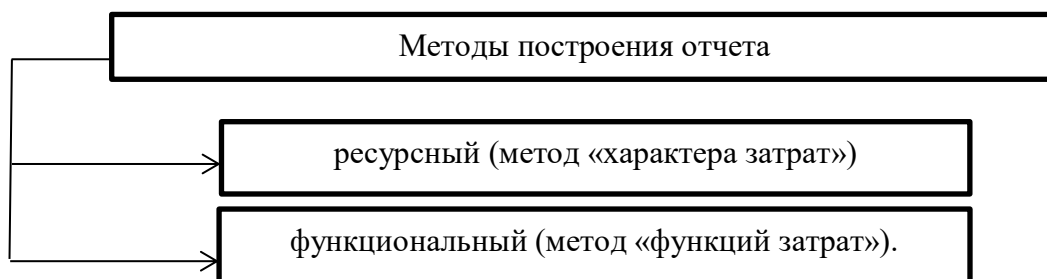 Методы построения отчета
ресурсный (метод «характера затрат»)
функциональный (метод «функций затрат»).